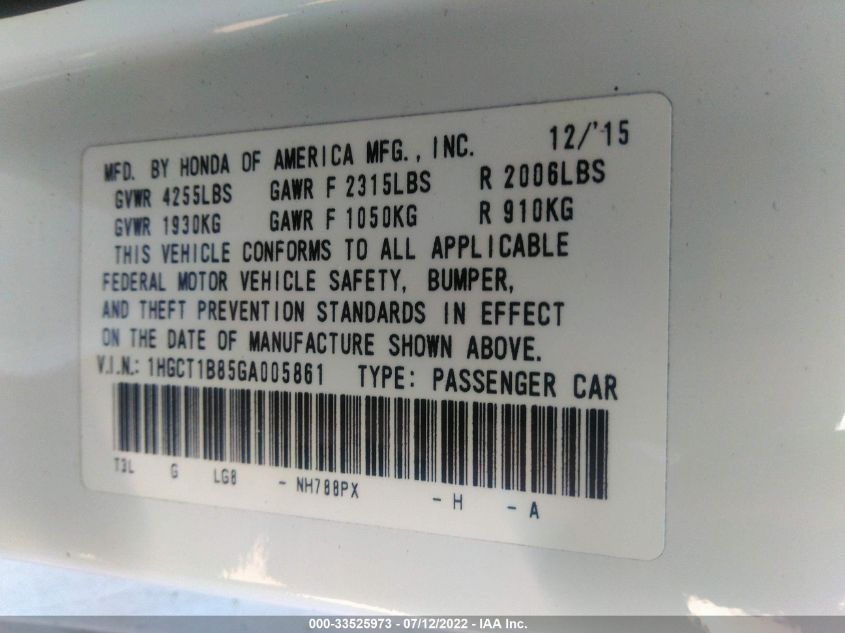 MFD. BY HONDA OF AMERICA MFG., INC. 12/'15
GVWR 4255LBS GAWR F 2315LBS R 2006LBS
GVWR 1930KG GAWR F 1050KG R 910KG
THIS VEHICLE CONFORMS TO ALL APPLICABLE
FEDERAL MOTOR VEHICLE SAFETY, BUMPER,
AND THEFT PREVENTION STANDARDS IN EFFECT
ON THE DATE OF MANUFACTURE SHOWN ABOVE.
V.I.N.: 1HGCT1B85GA005861 TYPE: PASSENGER CAR
T3L G LG8 - NH788PX - H - A
000-33525973 - 07/12/2022 - IAA Inc.